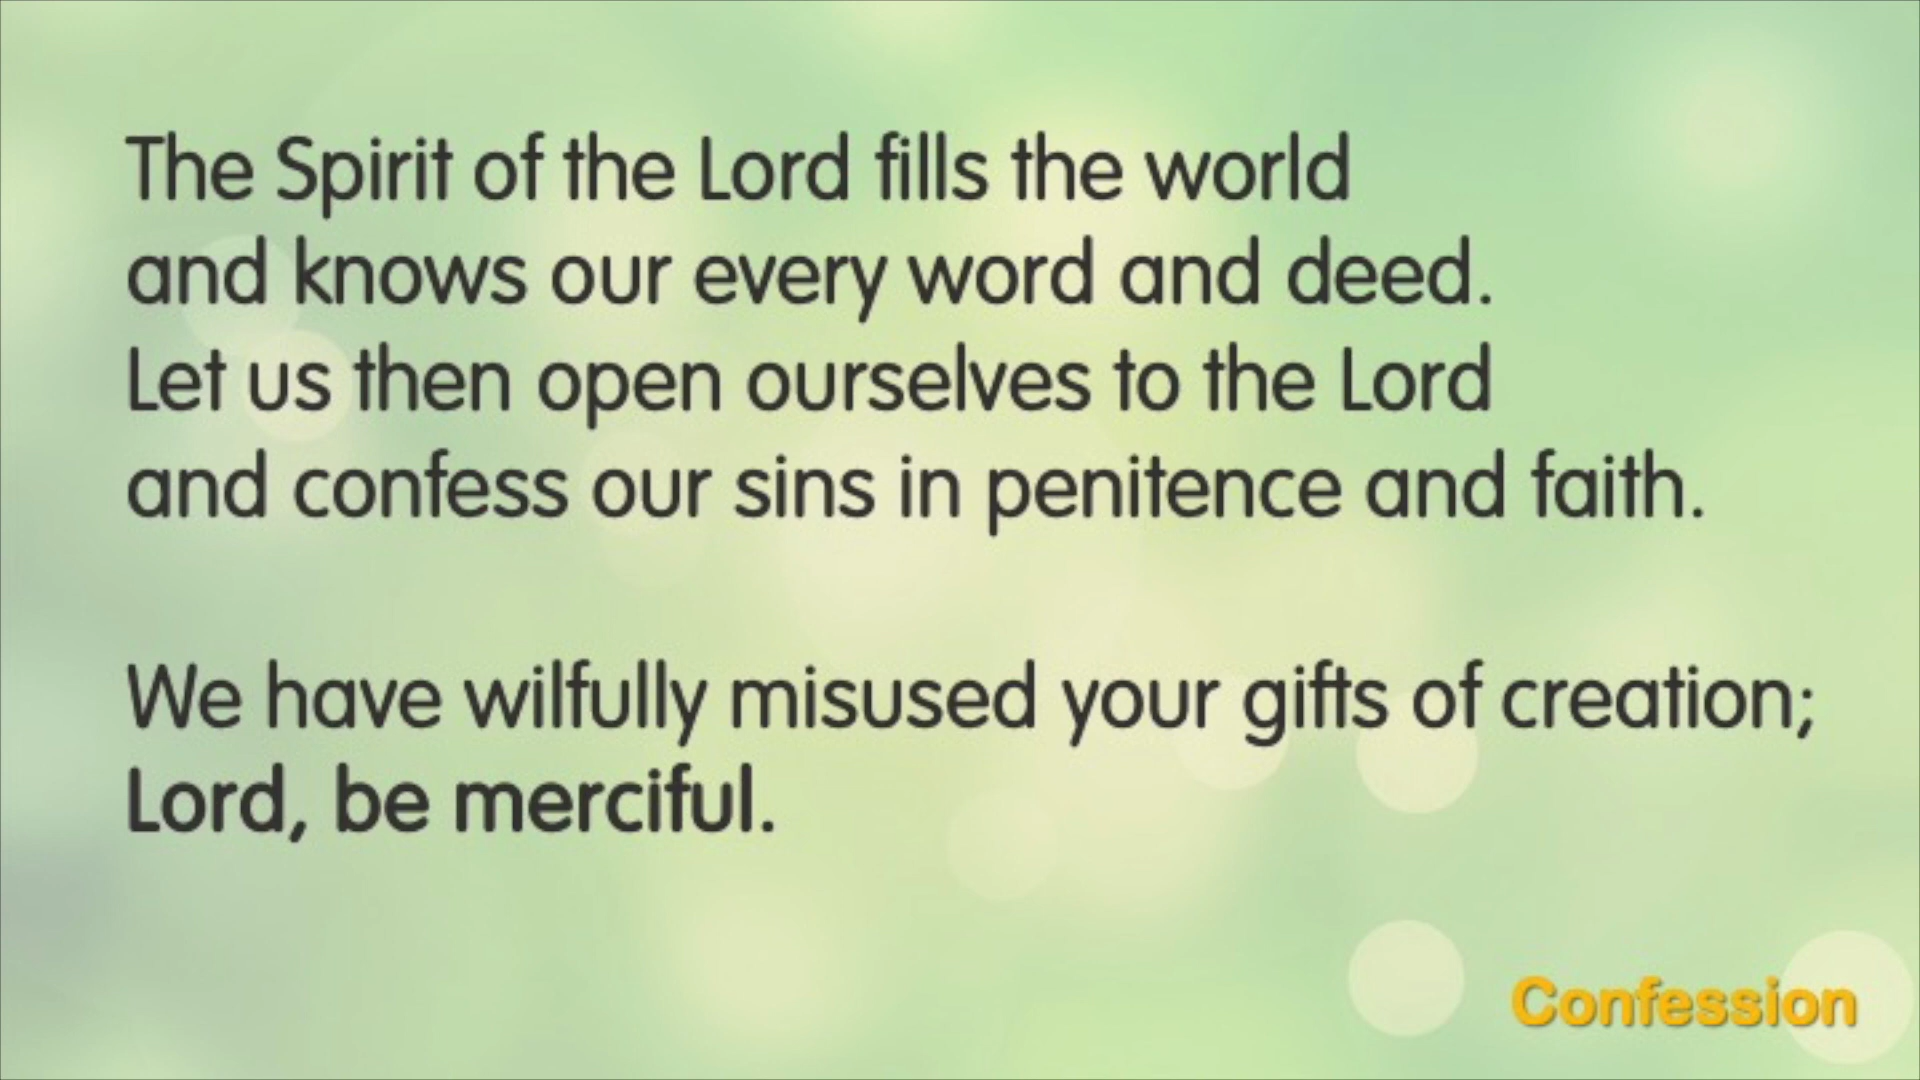 The Spirit of the Lord fills the world
and knows our every word and deed.
Let us then open ourselves to the Lord
and confess our sins in penitence and faith.
We have wilfully misused your gifts of creation;
Lord, be merciful.
Confession